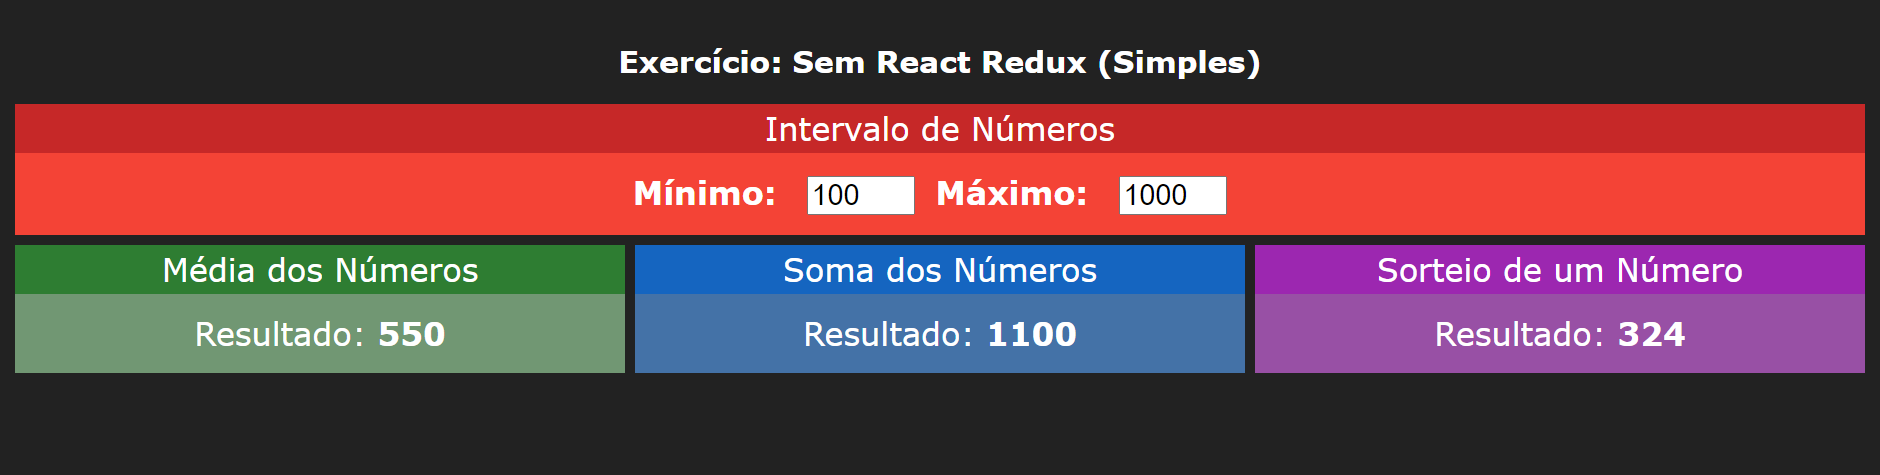 Exercício: Sem React Redux (Simples)
Intervalo de Números
Mínimo: 100 Máximo: 1000
Média dos Números
Resultado: 550
Soma dos Números
Resultado: 1100
Sorteio de um Número
Resultado: 324